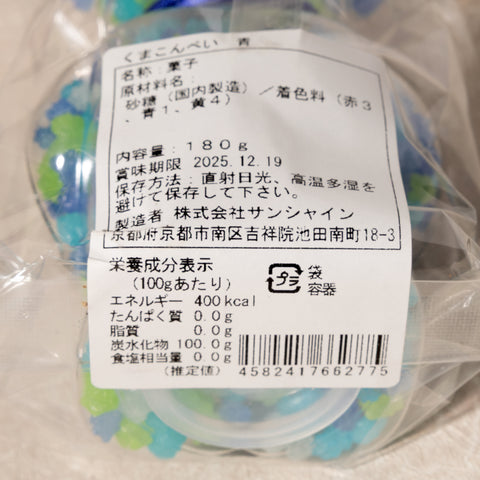 くまこんぺい　青
名称：菓子
原材料名：
砂糖（国内製造）／着色料（赤3
、青1、黄4）
内容量：180g
賞味期限 2025.12.19
保存方法：直射日光、高温多湿を
避けて保存して下さい。
製造者 株式会社サンシャイン
京都府京都市南区吉祥院池田南町18-3
栄養成分表示
（100gあたり）
プラ
袋
容器
エネルギー 400kcal
たんぱく質 0.0g
脂質 0.0g
炭水化物 100.0g
食塩相当量 0.0g
（推定値）
4582417662775